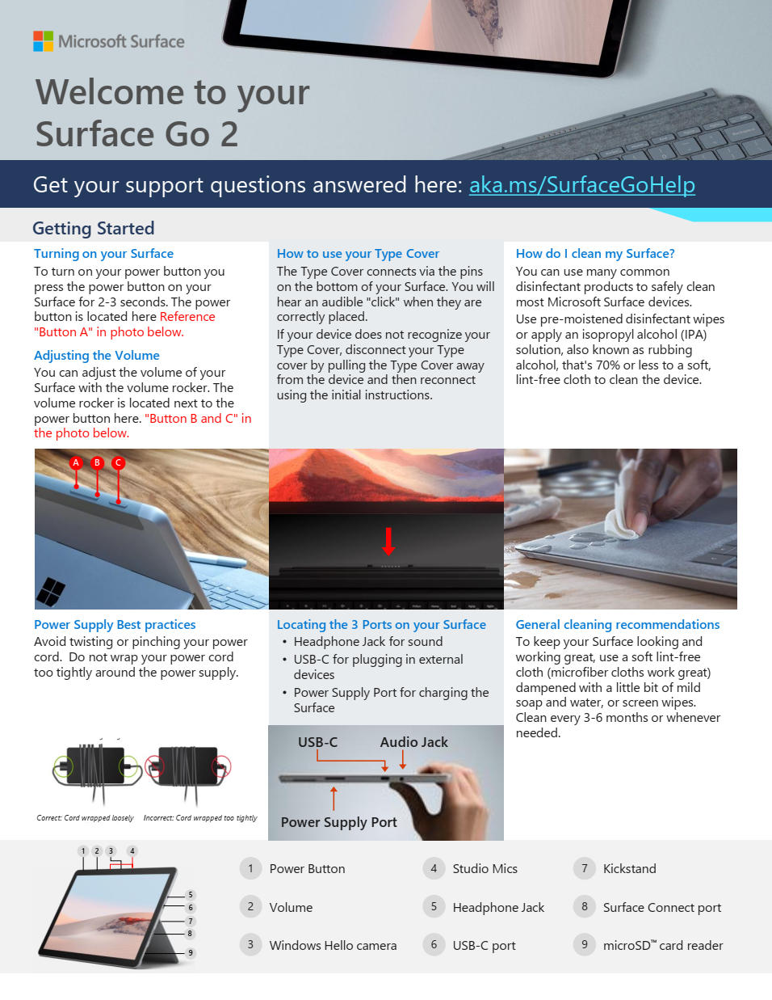 Microsoft Surface
Welcome to your
Surface Go 2
Get your support questions answered here: aka.ms/SurfaceGoHelp
Getting Started
Turning on your Surface
To turn on your power button you
press the power button on your
Surface for 2-3 seconds. The power
button is located here Reference
"Button A" in photo below.
Adjusting the Volume
You can adjust the volume of your
Surface with the volume rocker. The
volume rocker is located next to the
power button here. "Button B and C" in
the photo below.
How to use your Type Cover
The Type Cover connects via the pins
on the bottom of your Surface. You will
hear an audible "click" when they are
correctly placed.
If your device does not recognize your
Type Cover, disconnect your Type
cover by pulling the Type Cover away
from the device and then reconnect
using the initial instructions.
How do I clean my Surface?
You can use many common
disinfectant products to safely clean
most Microsoft Surface devices.
Use pre-moistened disinfectant wipes
or apply an isopropyl alcohol (IPA)
solution, also known as rubbing
alcohol, that's 70% or less to a soft,
lint-free cloth to clean the device.
A B C
Power Supply Best practices
Avoid twisting or pinching your power
cord.  Do not wrap your power cord
too tightly around the power supply.
Correct: Cord wrapped loosely
Incorrect: Cord wrapped too tightly
Locating the 3 Ports on your Surface
• Headphone Jack for sound
• USB-C for plugging in external
devices
• Power Supply Port for charging the
Surface
USB-C Audio Jack
Power Supply Port
General cleaning recommendations
To keep your Surface looking and
working great, use a soft lint-free
cloth (microfiber cloths work great)
dampened with a little bit of mild
soap and water, or screen wipes.
Clean every 3-6 months or whenever
needed.
1 2 3 4
5
6
7
8
9
1 Power Button
2 Volume
3 Windows Hello camera
4 Studio Mics
5 Headphone Jack
6 USB-C port
7 Kickstand
8 Surface Connect port
9 microSD™ card reader